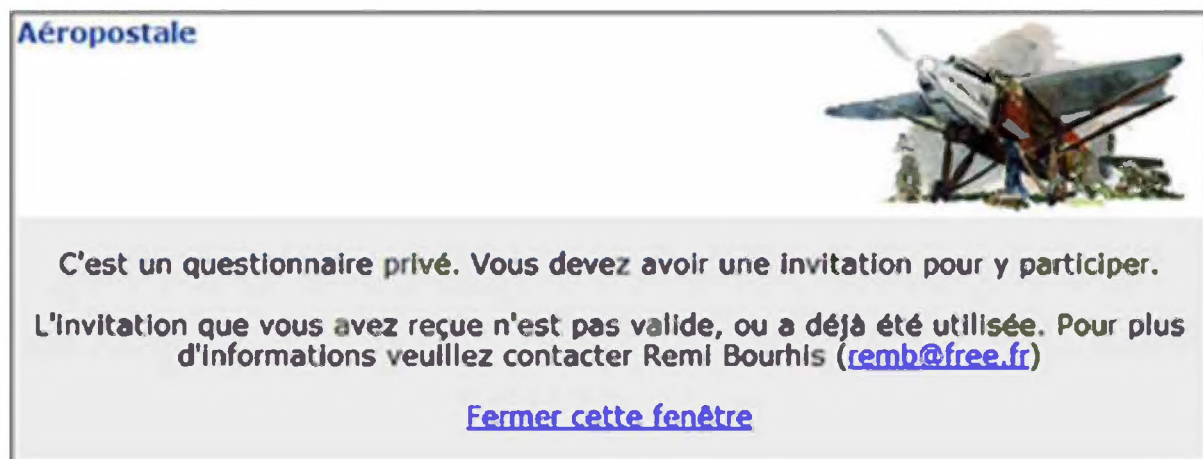 Aéropostale
C'est un questionnaire privé. Vous devez avoir une invitation pour y participer.
L'invitation que vous avez reçue n'est pas valide, ou a déjà été utilisée. Pour plus
d'informations veuillez contacter Remi Bourhis (remb@free.fr)
Fermer cette fenêtre